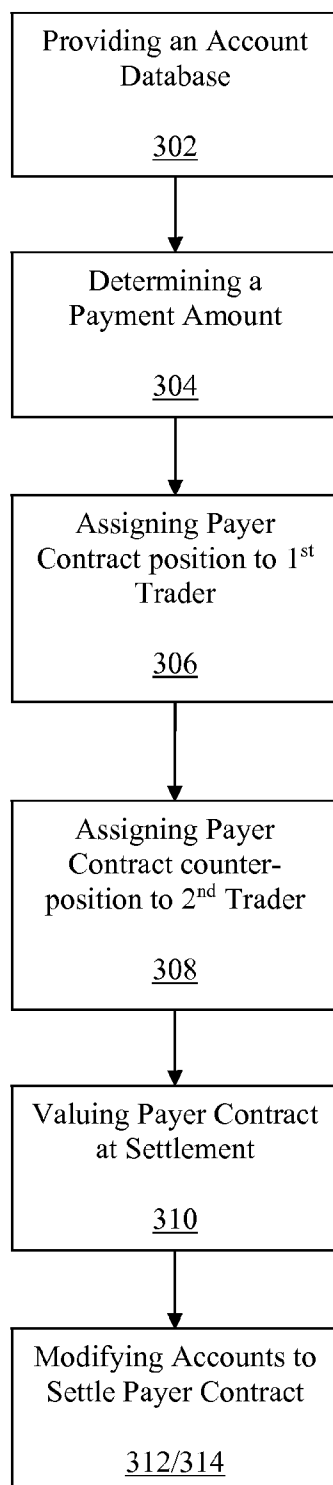 Providing an Account
Database
302
Determining a
Payment Amount
304
Assigning Payer
Contract position to 1st
Trader
306
Assigning Payer
Contract counter-
position to 2nd Trader
308
Valuing Payer Contract
at Settlement
310
Modifying Accounts to
Settle Payer Contract
312/314